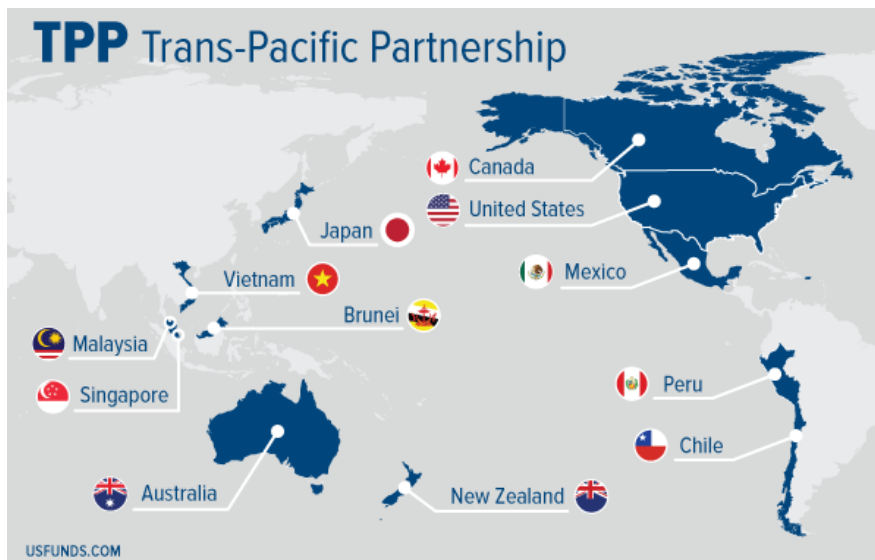 TPP Trans-Pacific Partnership
Canada
United States
Japan
Mexico
Vietnam
Brunei
Malaysia
Singapore
Peru
Chile
Australia
New Zealand
USFUNDS.COM